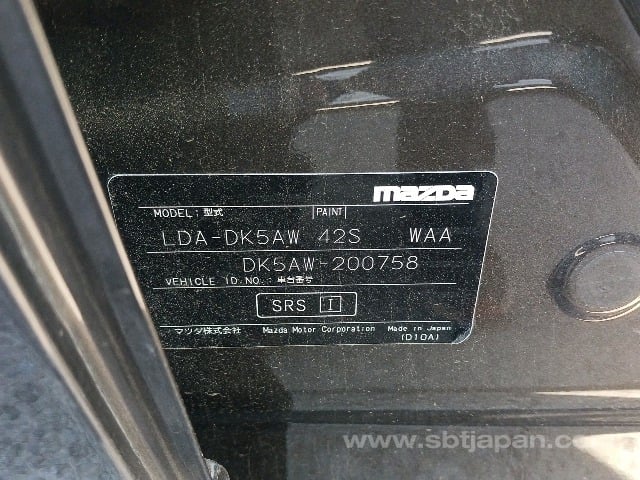 mazda
MODEL:型式 PAINT
LDA-DK5AW 42S WAA
DK5AW-200758
VEHICLE ID.NO.:車台番号
SRS I
マツダ株式会社 Mazda Motor Corporation Made in Japan
(D10A)
www.sbtjapan.com